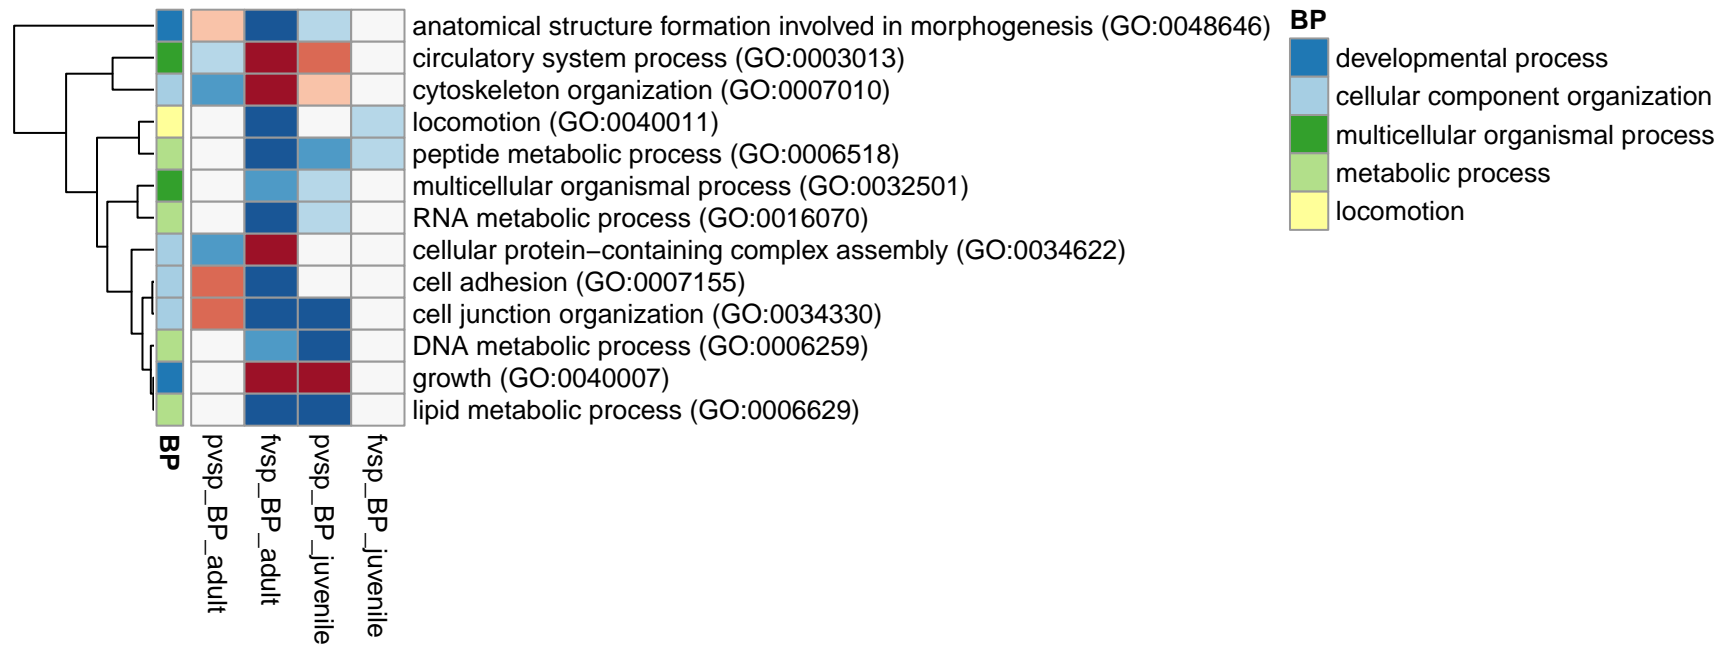 anatomical structure formation involved in morphogenesis (GO:0048646)
circulatory system process (GO:0003013)
cytoskeleton organization (GO:0007010)
locomotion (GO:0040011)
peptide metabolic process (GO:0006518)
multicellular organismal process (GO:0032501)
RNA metabolic process (GO:0016070)
cellular protein−containing complex assembly (GO:0034622)
cell adhesion (GO:0007155)
cell junction organization (GO:0034330)
DNA metabolic process (GO:0006259)
growth (GO:0040007)
lipid metabolic process (GO:0006629)
BP
pvsp_BP_adult
fvsp_BP_adult
pvsp_BP_juvenile
fvsp_BP_juvenile
BP
developmental process
cellular component organization
multicellular organismal process
metabolic process
locomotion